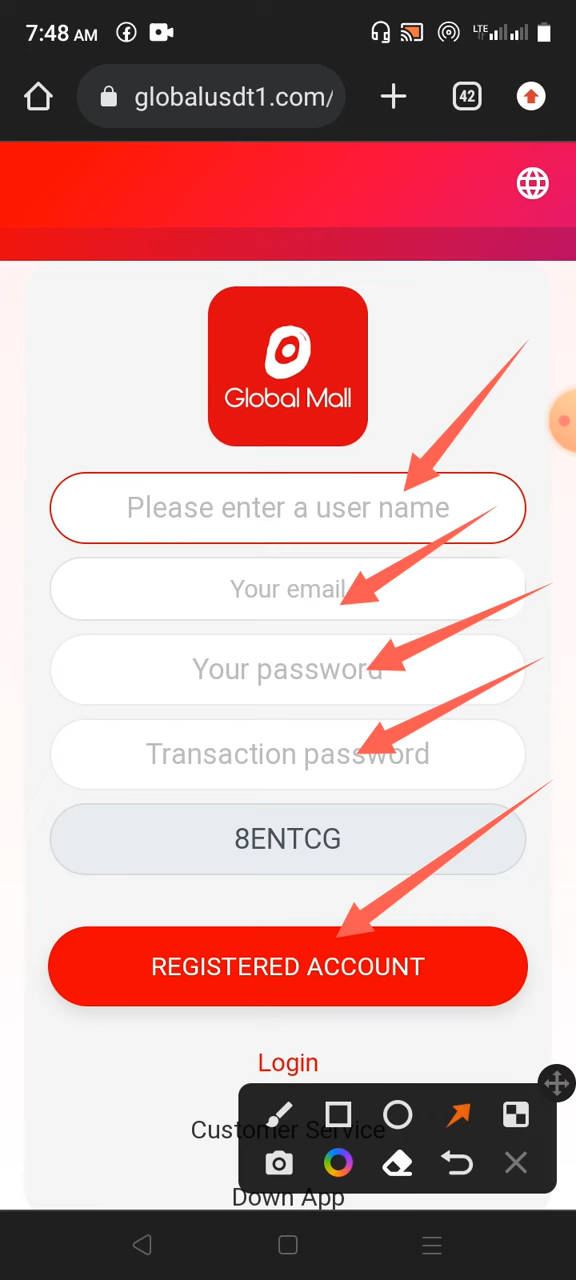 7:48 AM
LTE
globalusdt1.com/
42
Global Mall
Please enter a user name
Your email
Your password
Transaction password
8ENTCG
REGISTERED ACCOUNT
Login
Customer Service
Down App